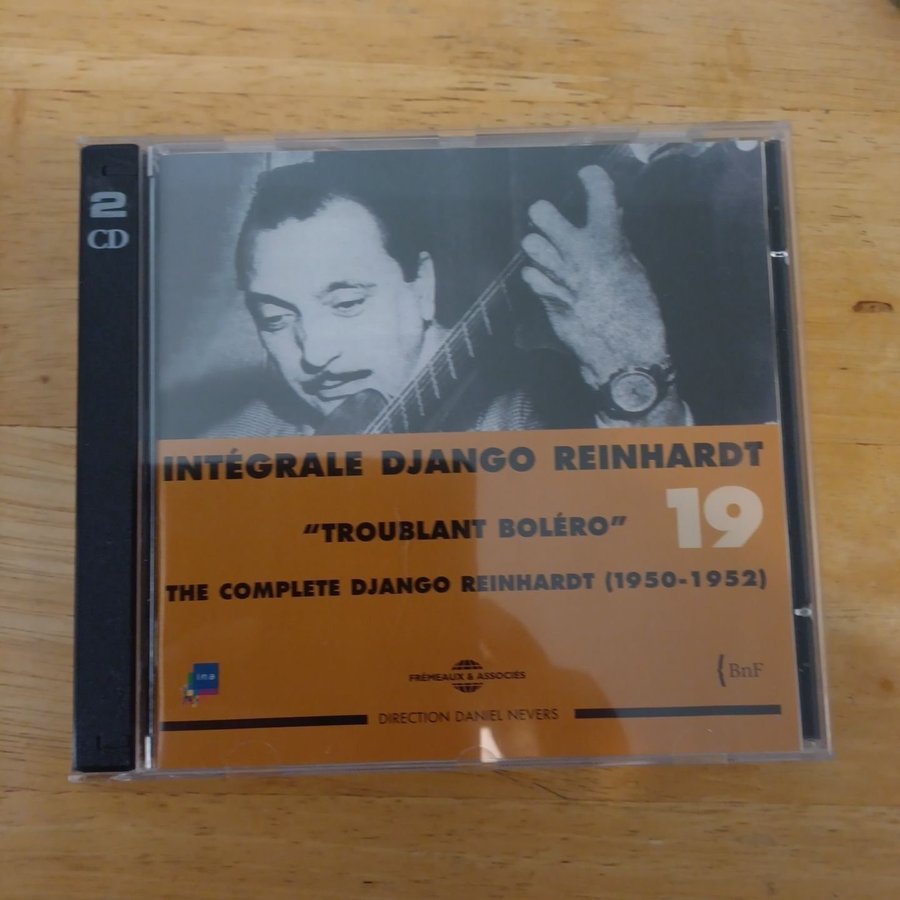 2
CD
INTÉGRALE DJANGO REINHARDT
"TROUBLANT BOLÉRO"
19
THE COMPLETE DJANGO REINHARDT (1950-1952)
ina
FRÉMEAUX & ASSOCIÉS
{BnF
DIRECTION DANIEL NEVERS